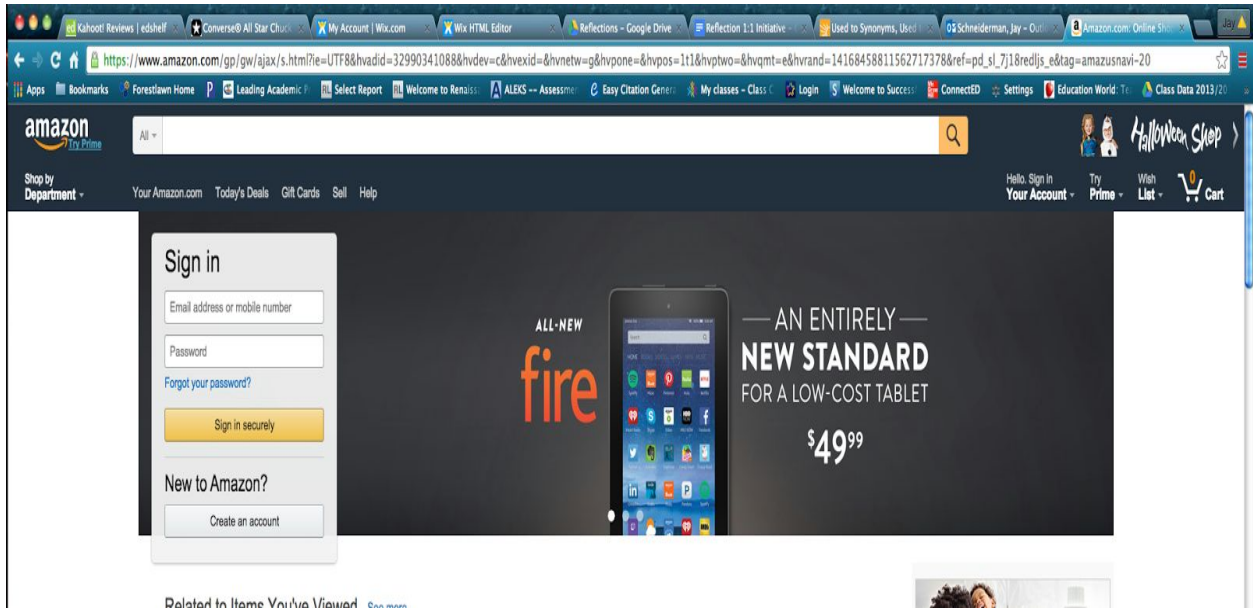 Kahoot! Reviews | edshelf
Converse® All Star Chuck
My Account | Wix.com
Wix HTML Editor
Reflections - Google Drive
Reflection 1:1 Initiative -
Used to Synonyms, Used
Schneiderman, Jay - Out
Amazon.com: Online Sho
Jay
https://www.amazon.com/gp/gw/ajax/s.html?ie=UTF8&hvadid=32990341088&hvdev=c&hvexid=&hvnetw=g&hvpone=&hvpos=1t1&hvptwo=&hvqmt=e&hvrand=14168458811562717378&ref=pd_sl_7j18redljs_e&tag=amazusnavi-20
Apps Bookmarks Forestlawn Home Leading Academic Select Report Welcome to Renaiss ALEKS -- Assessmen Easy Citation Genera My classes - Class Login Welcome to Success ConnectED Settings Education World: Te Class Data 2013/20
amazon
Try Prime
All
Halloween Shop
Shop by
Department
Your Amazon.com Today's Deals Gift Cards Sell Help
Hello. Sign in
Your Account
Try
Prime
Wish
List
0
Cart
Sign in
Email address or mobile number
Password
Forgot your password?
Sign in securely
New to Amazon?
Create an account
ALL-NEW
fire
AN ENTIRELY
NEW STANDARD
FOR A LOW-COST TABLET
$4999
Related to Items You've Viewed See more